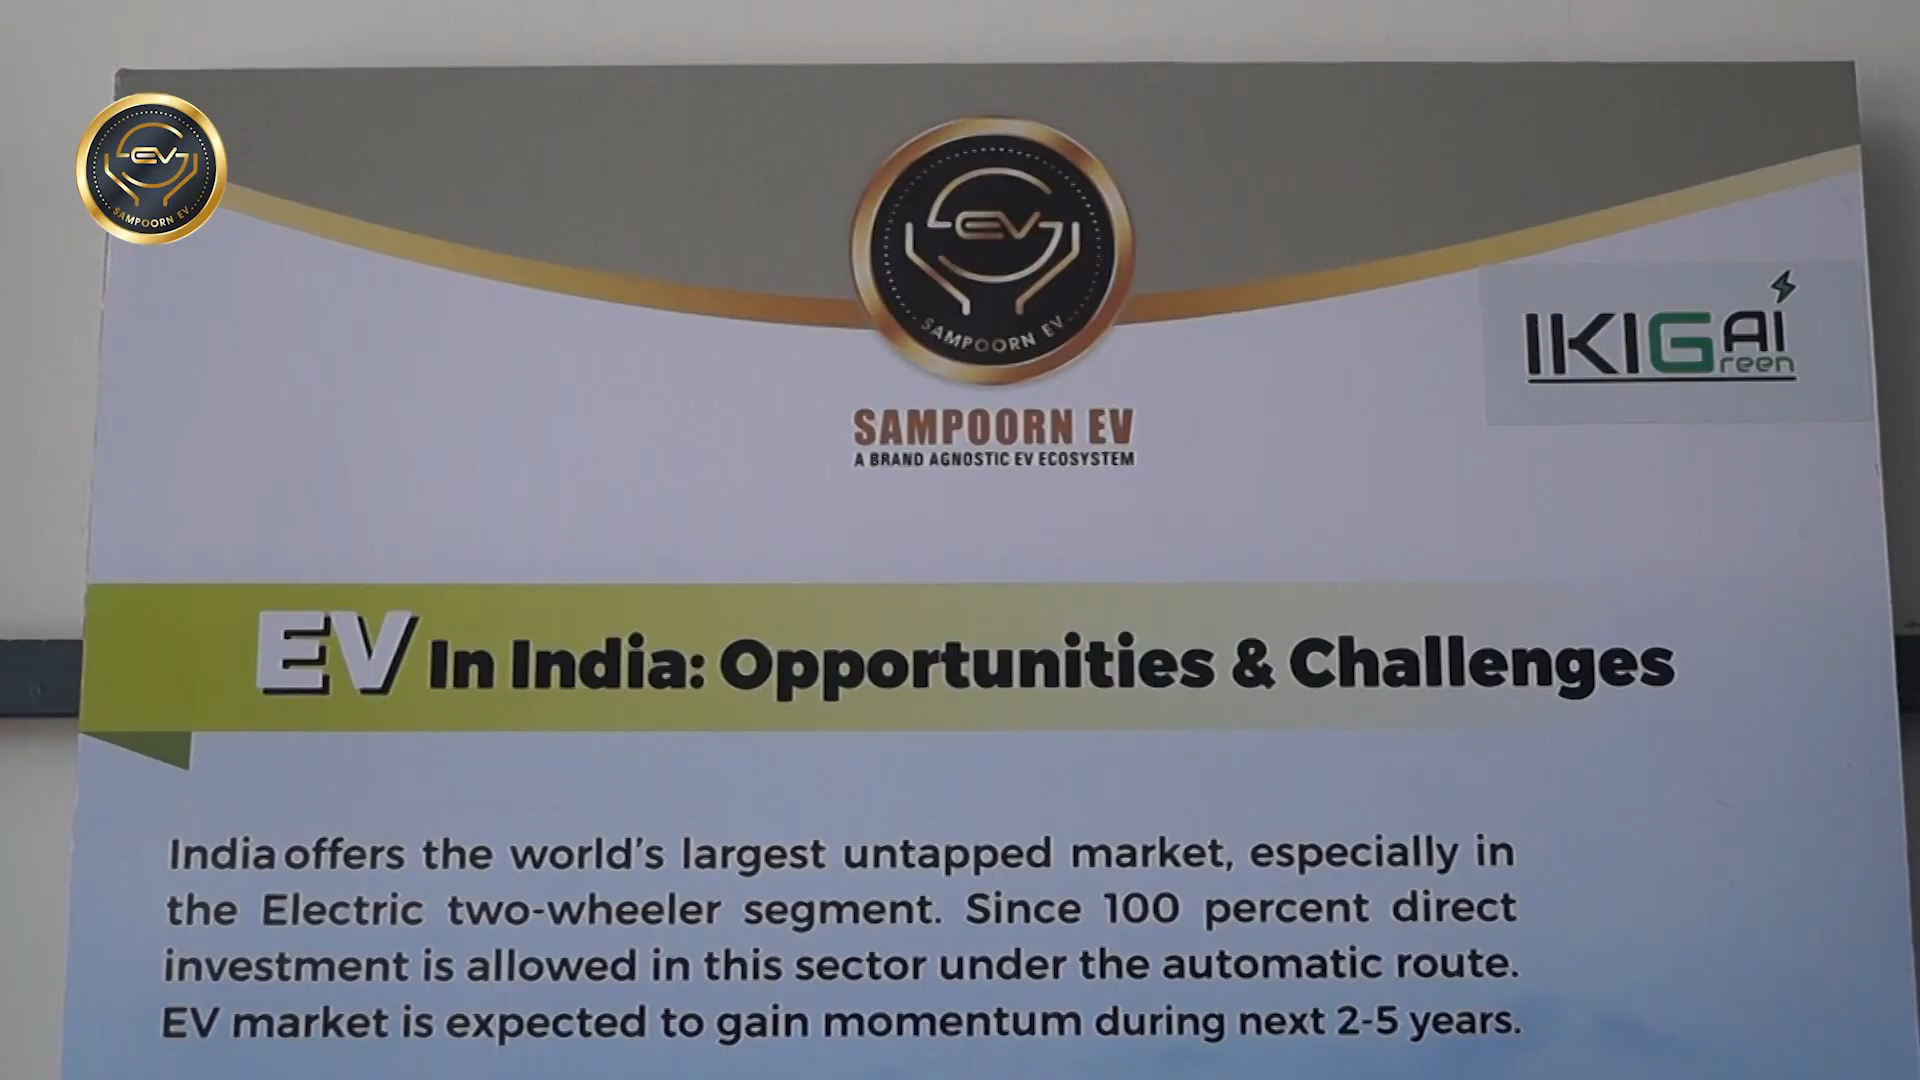 EV
SAMPOORN EV
EV
SAMPOORN EV
IKIGAI
reen
SAMPOORN EV
A BRAND AGNOSTIC EV ECOSYSTEM
EV In India: Opportunities & Challenges
India offers the world's largest untapped market, especially in
the Electric two-wheeler segment. Since 100 percent direct
investment is allowed in this sector under the automatic route.
EV market is expected to gain momentum during next 2-5 years.